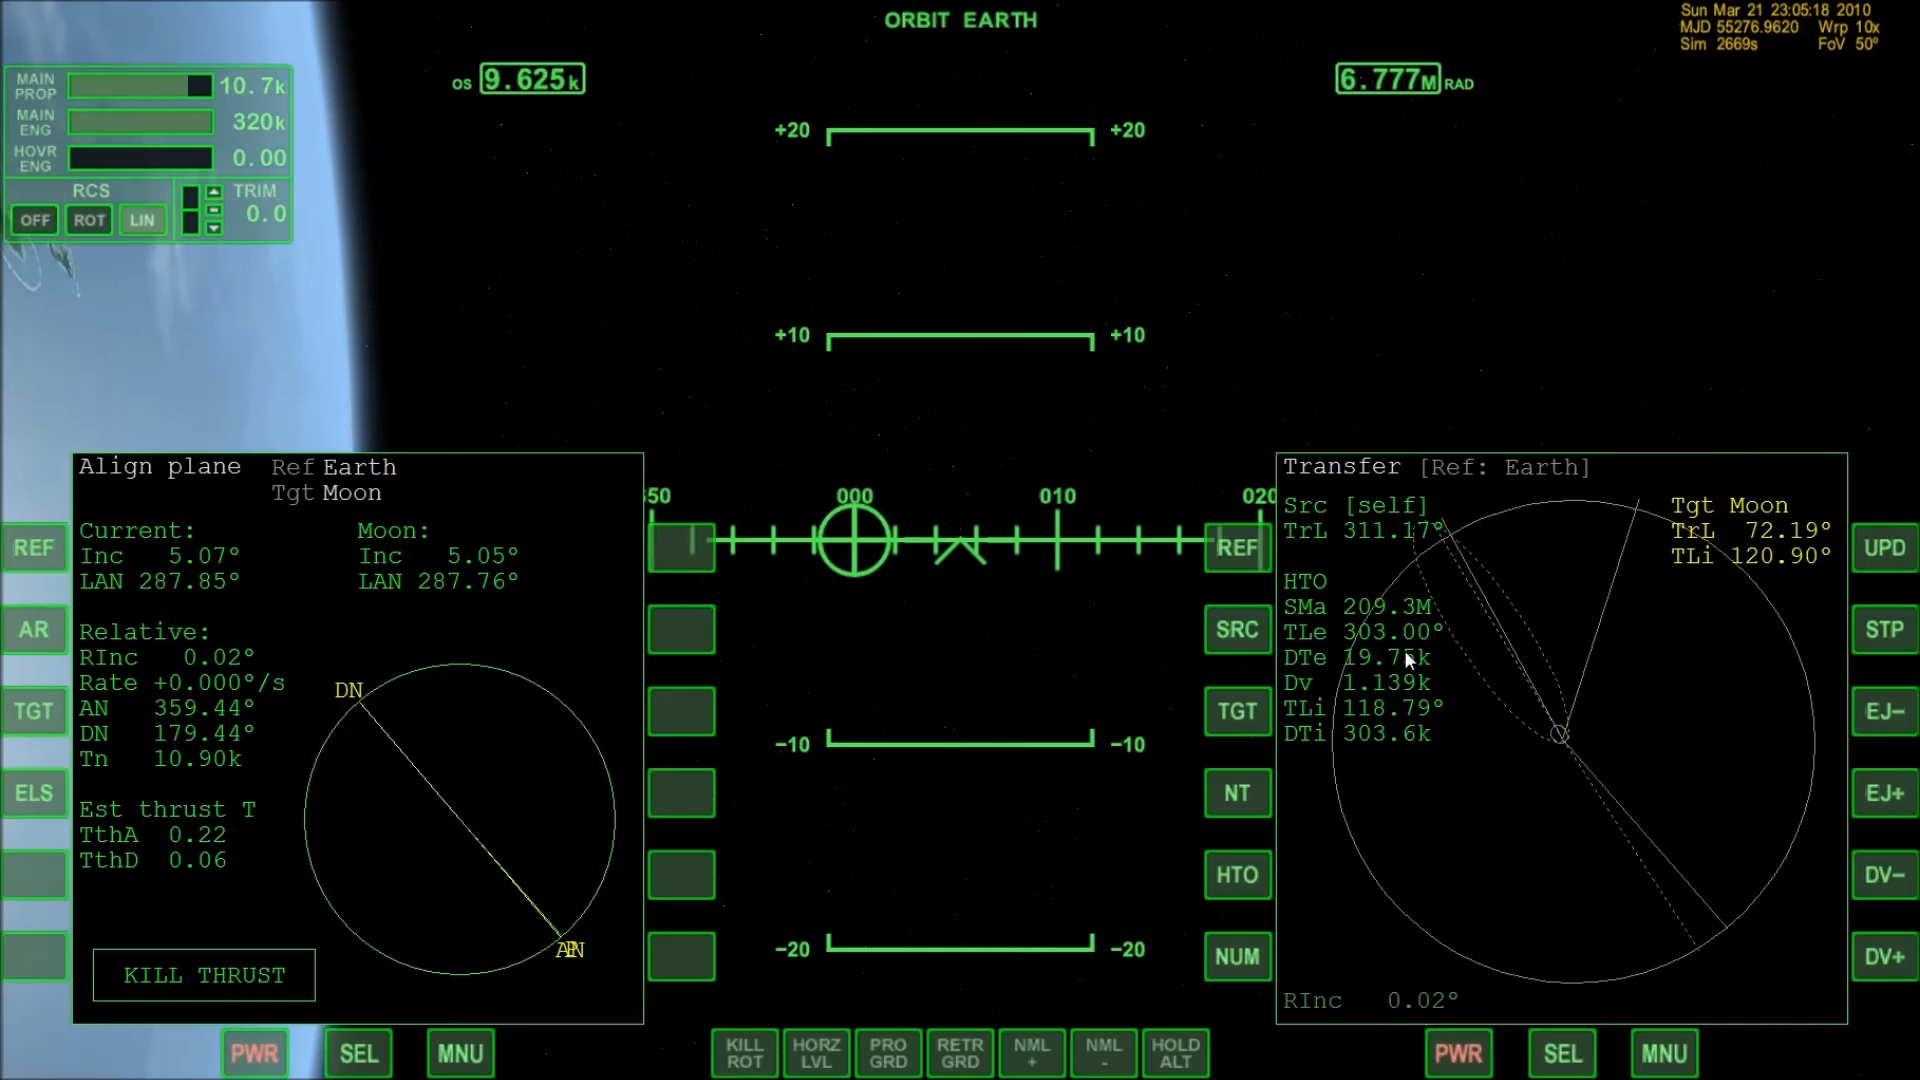 ORBIT EARTH
Sun Mar 21 23:05:18 2010
MJD 55276.9620 Wrp 10x
Sim 2669s FoV 50°
MAIN PROP 10.7k
MAIN ENG 320k
HOVR ENG 0.00
RCS TRIM
OFF ROT LIN 0.0
OS 9.625k
6.777M RAD
+20 +20
+10 +10
50 000 010 020
-10 -10
-20 -20
Align plane Ref Earth
Tgt Moon
Current: Moon:
Inc 5.07° Inc 5.05°
LAN 287.85° LAN 287.76°
Relative:
RInc 0.02°
Rate +0.000°/s
AN 359.44°
DN 179.44°
Tn 10.90k
Est thrust T
TthA 0.22
TthD 0.06
KILL THRUST
DN
REF
AR
TGT
ELS
PWR SEL MNU
KILL ROT
HORZ LVL
PRO GRD
RETR GRD
NML +
NML -
HOLD ALT
REF
SRC
TGT
NT
HTO
NUM
Transfer [Ref: Earth]
Src [self] Tgt Moon
TrL 311.17° TrL 72.19°
TLi 120.90°
HTO
SMa 209.3M
TLe 303.00°
DTe 19.75k
Dv 1.139k
TLi 118.79°
DTi 303.6k
RInc 0.02°
UPD
STP
EJ-
EJ+
DV-
DV+
PWR SEL MNU